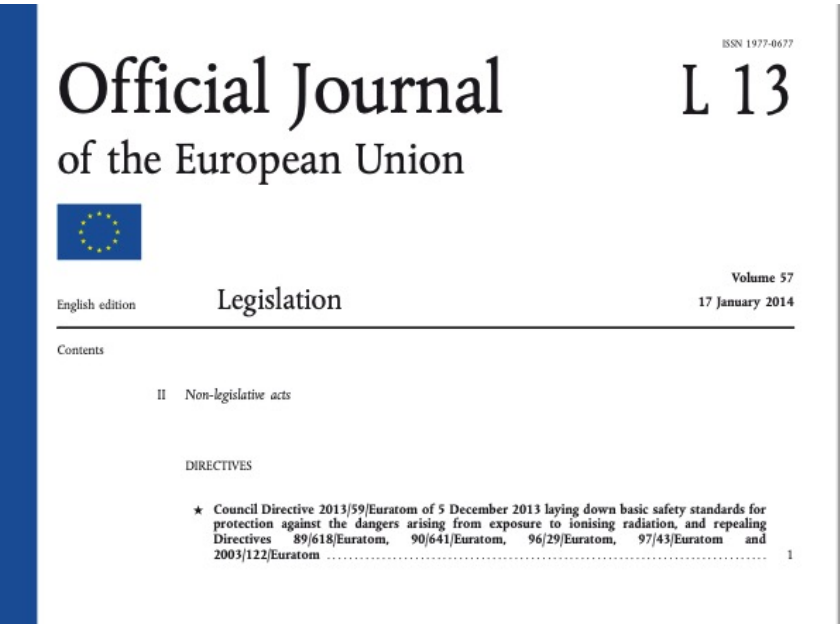 ISSN 1977-0677
Official Journal
L 13
of the European Union
Volume 57
English edition
Legislation
17 January 2014
Contents
II Non-legislative acts
DIRECTIVES
★ Council Directive 2013/59/Euratom of 5 December 2013 laying down basic safety standards for
protection against the dangers arising from exposure to ionising radiation, and repealing
Directives 89/618/Euratom, 90/641/Euratom, 96/29/Euratom, 97/43/Euratom and
2003/122/Euratom ........................................................................ 1